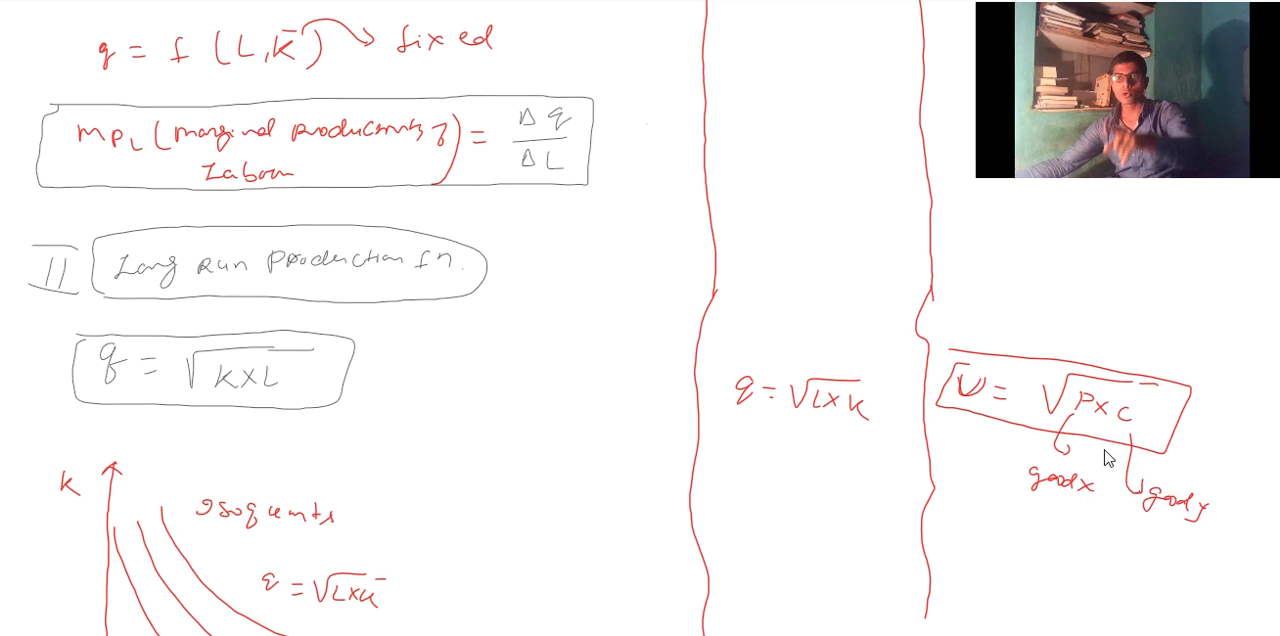 q = f (L, K̄) → fixed
MPL (marginal productivity of Labour) = Δq / ΔL
II Long Run Production fn.
q = √K×L
K
Isoquants
q = √L×K
q = √L×K
U = √P×C
good x
good y